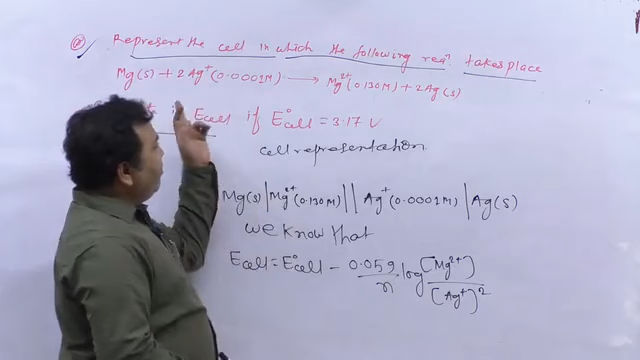 Represent the cell in which the following reaⁿ. takes place
Mg(s) + 2Ag⁺(0.0001M) ⟶ Mg²⁺(0.130M) + 2Ag(s)
Ecell if E°cell = 3.17 V
cell representation
Mg(s) | Mg²⁺(0.130M) || Ag⁺(0.0001M) | Ag(s)
we know that
Ecell = E°cell - 0.059/n log [Mg²⁺]/[Ag⁺]²